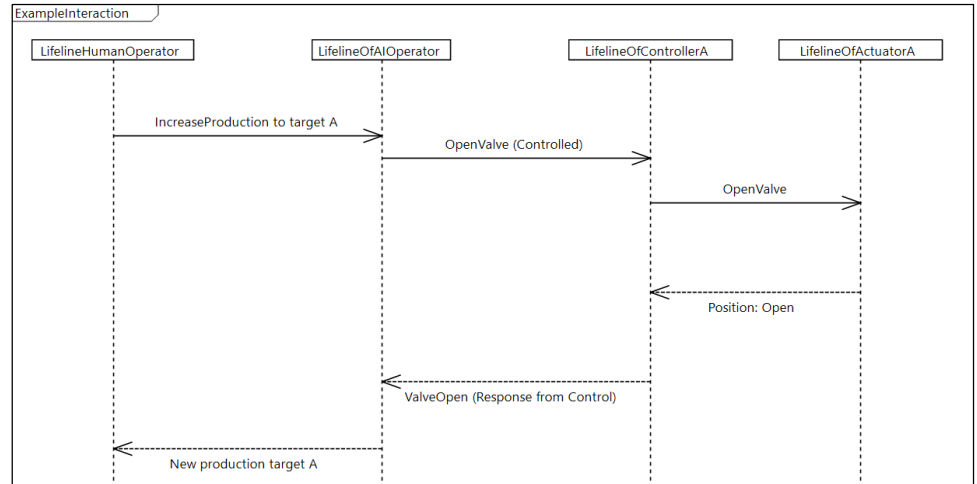 ExampleInteraction
LifelineHumanOperator
LifelineOfAIOperator
LifelineOfControllerA
LifelineOfActuatorA
IncreaseProduction to target A
OpenValve (Controlled)
OpenValve
Position: Open
ValveOpen (Response from Control)
New production target A